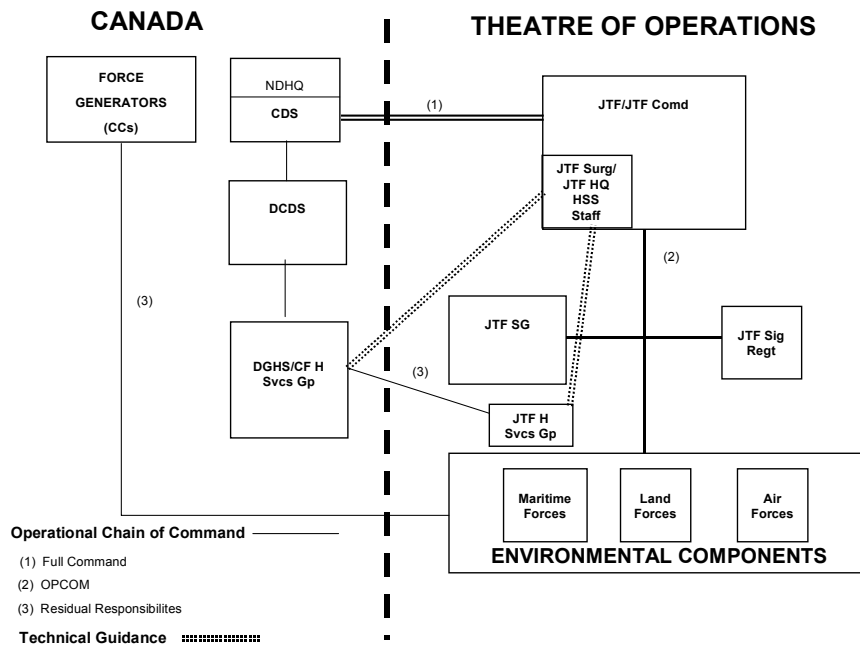 CANADA
THEATRE OF OPERATIONS
FORCE
GENERATORS
(CCs)
NDHQ
CDS
(1)
JTF/JTF Comd
JTF Surg/
JTF HQ
HSS
Staff
DCDS
(2)
(3)
JTF SG
JTF Sig
Regt
DGHS/CF H
Svcs Gp
(3)
JTF H
Svcs Gp
Maritime
Forces
Land
Forces
Air
Forces
ENVIRONMENTAL COMPONENTS
Operational Chain of Command
(1) Full Command
(2) OPCOM
(3) Residual Responsibilites
Technical Guidance